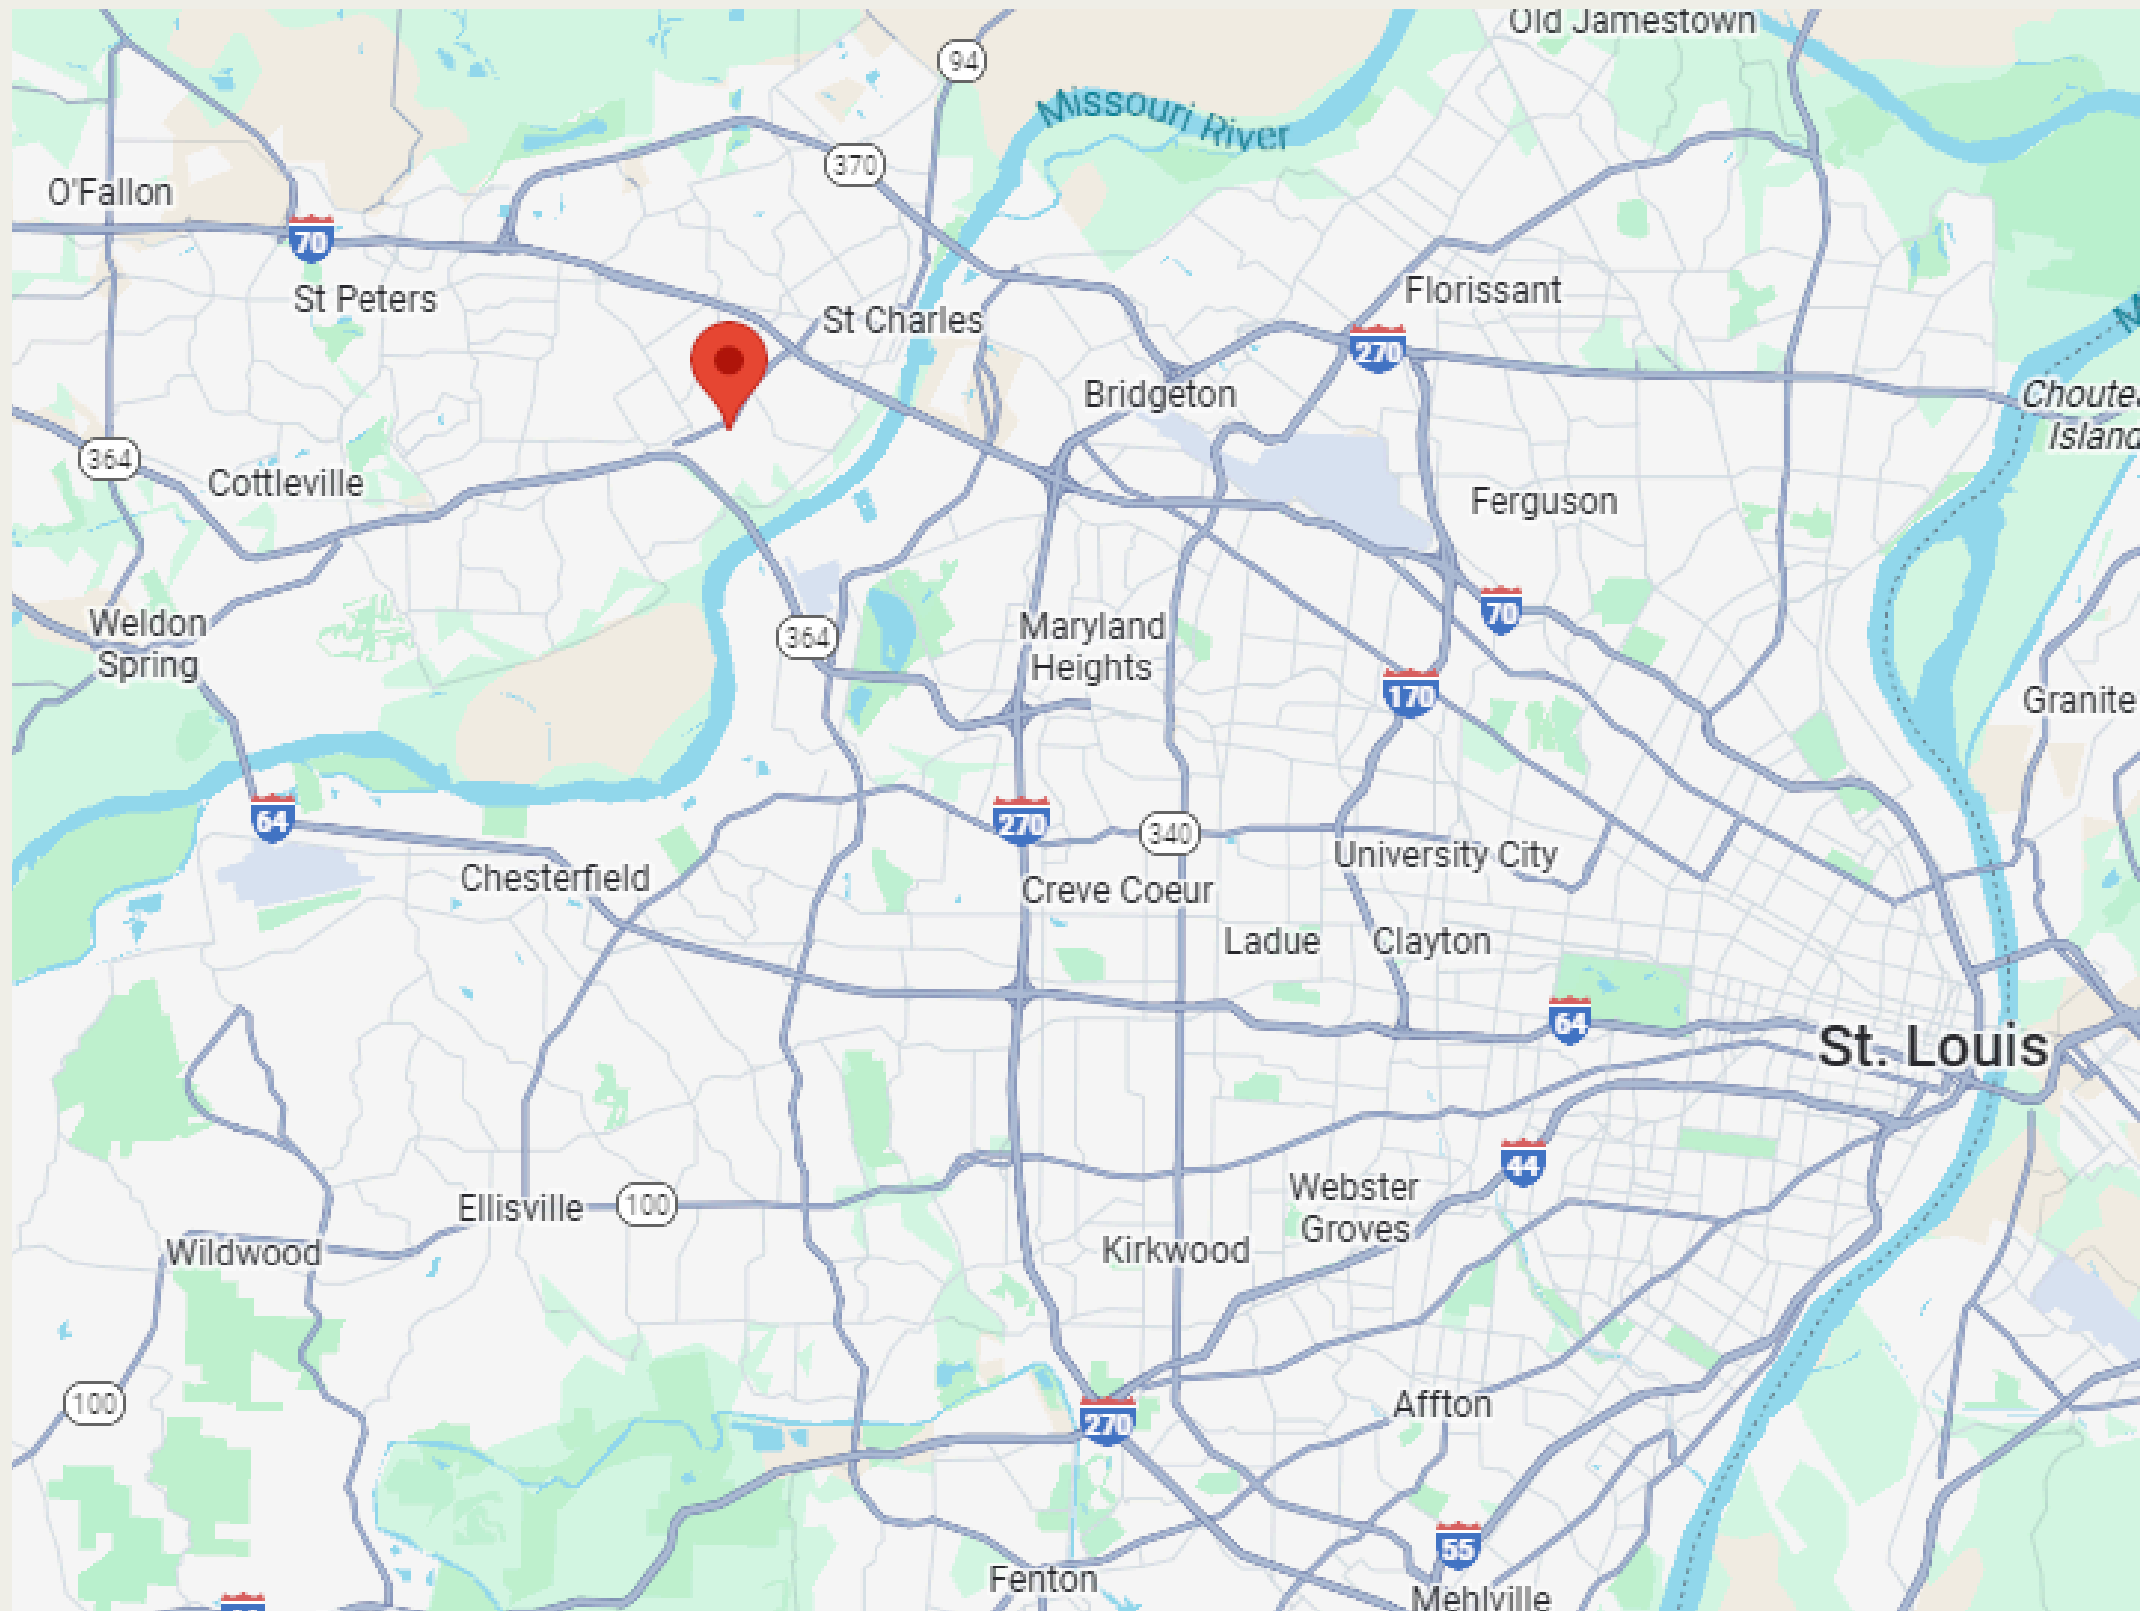 Old Jamestown
94
Missouri River
370
O'Fallon
70
St Peters
Florissant
St Charles
270
Bridgeton
Choute
Island
364
Cottleville
Ferguson
70
Weldon
Spring
364
Maryland
Heights
170
Granite
64
270
340
University City
Chesterfield
Creve Coeur
Ladue
Clayton
64
St. Louis
44
Webster
Groves
Ellisville
100
Wildwood
Kirkwood
100
Affton
270
55
Fenton
Mehlville